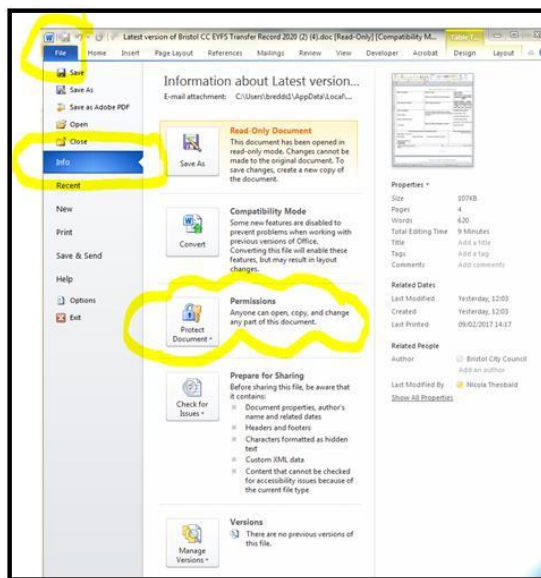 Latest version of Bristol CC EYFS Transfer Record 2020 (2) (4).doc [Read-Only] [Compatibility M...
Table T...
File Home Insert Page Layout References Mailings Review View Developer Acrobat Design Layout
Save
Save As
Save as Adobe PDF
Open
Close
Info
Recent
New
Print
Save & Send
Help
Options
Exit
Information about Latest version...
E-mail attachment: C:\Users\bredds1\AppData\Local\...
Save As
Read-Only Document
This document has been opened in
read-only mode. Changes cannot be
made to the original document. To
save changes, create a new copy of
the document.
Convert
Compatibility Mode
Some new features are disabled to
prevent problems when working with
previous versions of Office.
Converting this file will enable these
features, but may result in layout
changes.
Protect
Document
Permissions
Anyone can open, copy, and change
any part of this document.
Check for
Issues
Prepare for Sharing
Before sharing this file, be aware that
it contains:
Document properties, author's
name and related dates
Headers and footers
Characters formatted as hidden
text
Custom XML data
Content that cannot be checked
for accessibility issues because of
the current file type
Manage
Versions
Versions
There are no previous versions of
this file.
Properties
Size 107KB
Pages 4
Words 620
Total Editing Time 9 Minutes
Title Add a title
Tags Add a tag
Comments Add comments
Related Dates
Last Modified Yesterday, 12:03
Created Yesterday, 12:03
Last Printed 09/02/2017 14:17
Related People
Author Bristol City Council
Add an author
Last Modified By Nicola Theobald
Show All Properties